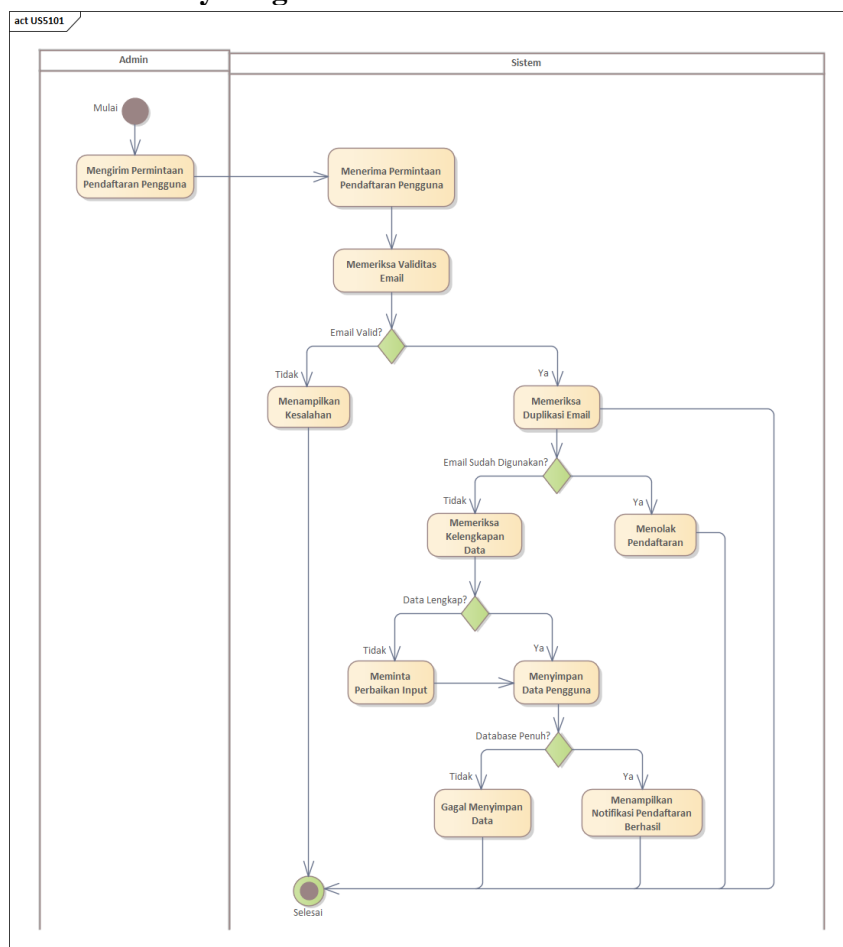 act US5101
Admin
Sistem
Mulai
Mengirim Permintaan
Pendaftaran Pengguna
Menerima Permintaan
Pendaftaran Pengguna
Memeriksa Validitas
Email
Email Valid?
Tidak
Ya
Menampilkan
Kesalahan
Memeriksa
Duplikasi Email
Email Sudah Digunakan?
Tidak
Ya
Memeriksa
Kelengkapan
Data
Menolak
Pendaftaran
Data Lengkap?
Tidak
Ya
Meminta
Perbaikan Input
Menyimpan
Data Pengguna
Database Penuh?
Tidak
Ya
Gagal Menyimpan
Data
Menampilkan
Notifikasi Pendaftaran
Berhasil
Selesai